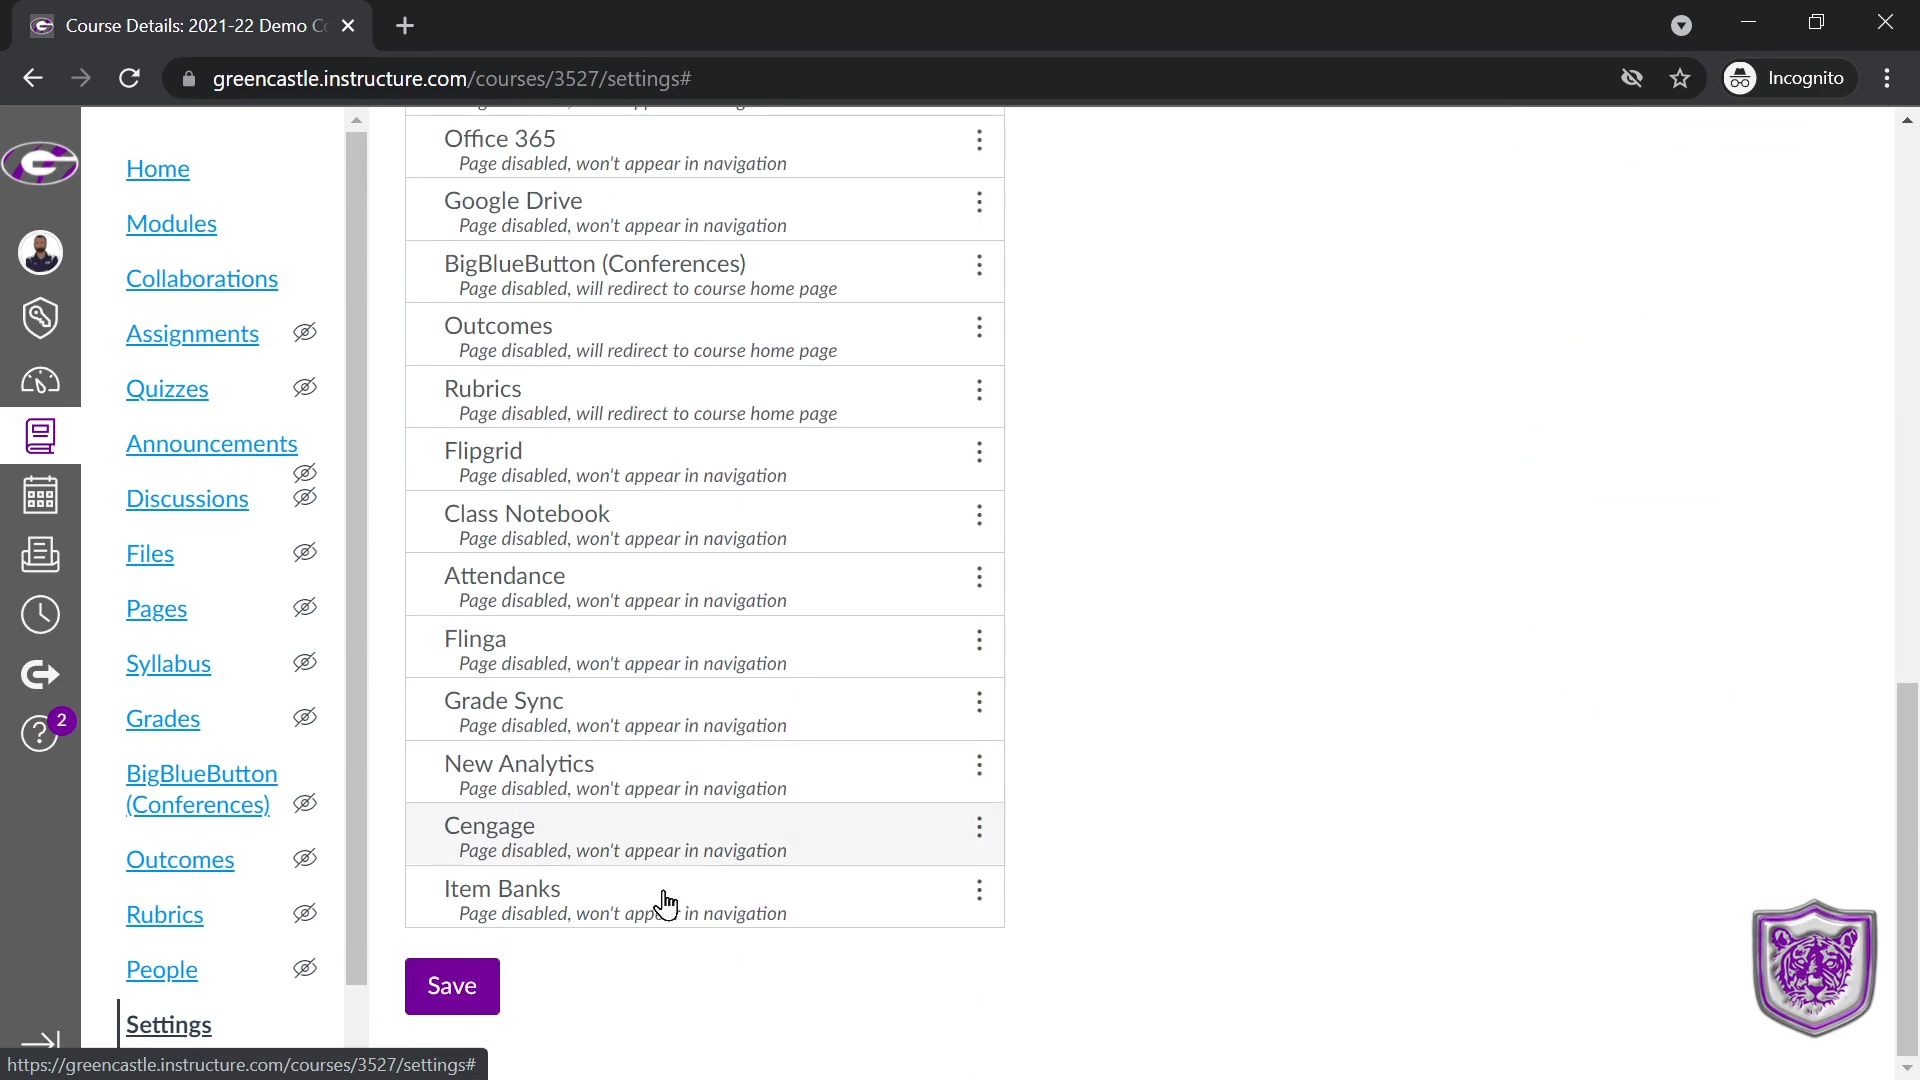 Course Details: 2021-22 Demo Co
greencastle.instructure.com/courses/3527/settings#
Incognito
Home
Modules
Collaborations
Assignments
Quizzes
Announcements
Discussions
Files
Pages
Syllabus
Grades
BigBlueButton
(Conferences)
Outcomes
Rubrics
People
Settings
2
Office 365
Page disabled, won't appear in navigation
Google Drive
Page disabled, won't appear in navigation
BigBlueButton (Conferences)
Page disabled, will redirect to course home page
Outcomes
Page disabled, will redirect to course home page
Rubrics
Page disabled, will redirect to course home page
Flipgrid
Page disabled, won't appear in navigation
Class Notebook
Page disabled, won't appear in navigation
Attendance
Page disabled, won't appear in navigation
Flinga
Page disabled, won't appear in navigation
Grade Sync
Page disabled, won't appear in navigation
New Analytics
Page disabled, won't appear in navigation
Cengage
Page disabled, won't appear in navigation
Item Banks
Page disabled, won't appear in navigation
Save
https://greencastle.instructure.com/courses/3527/settings#